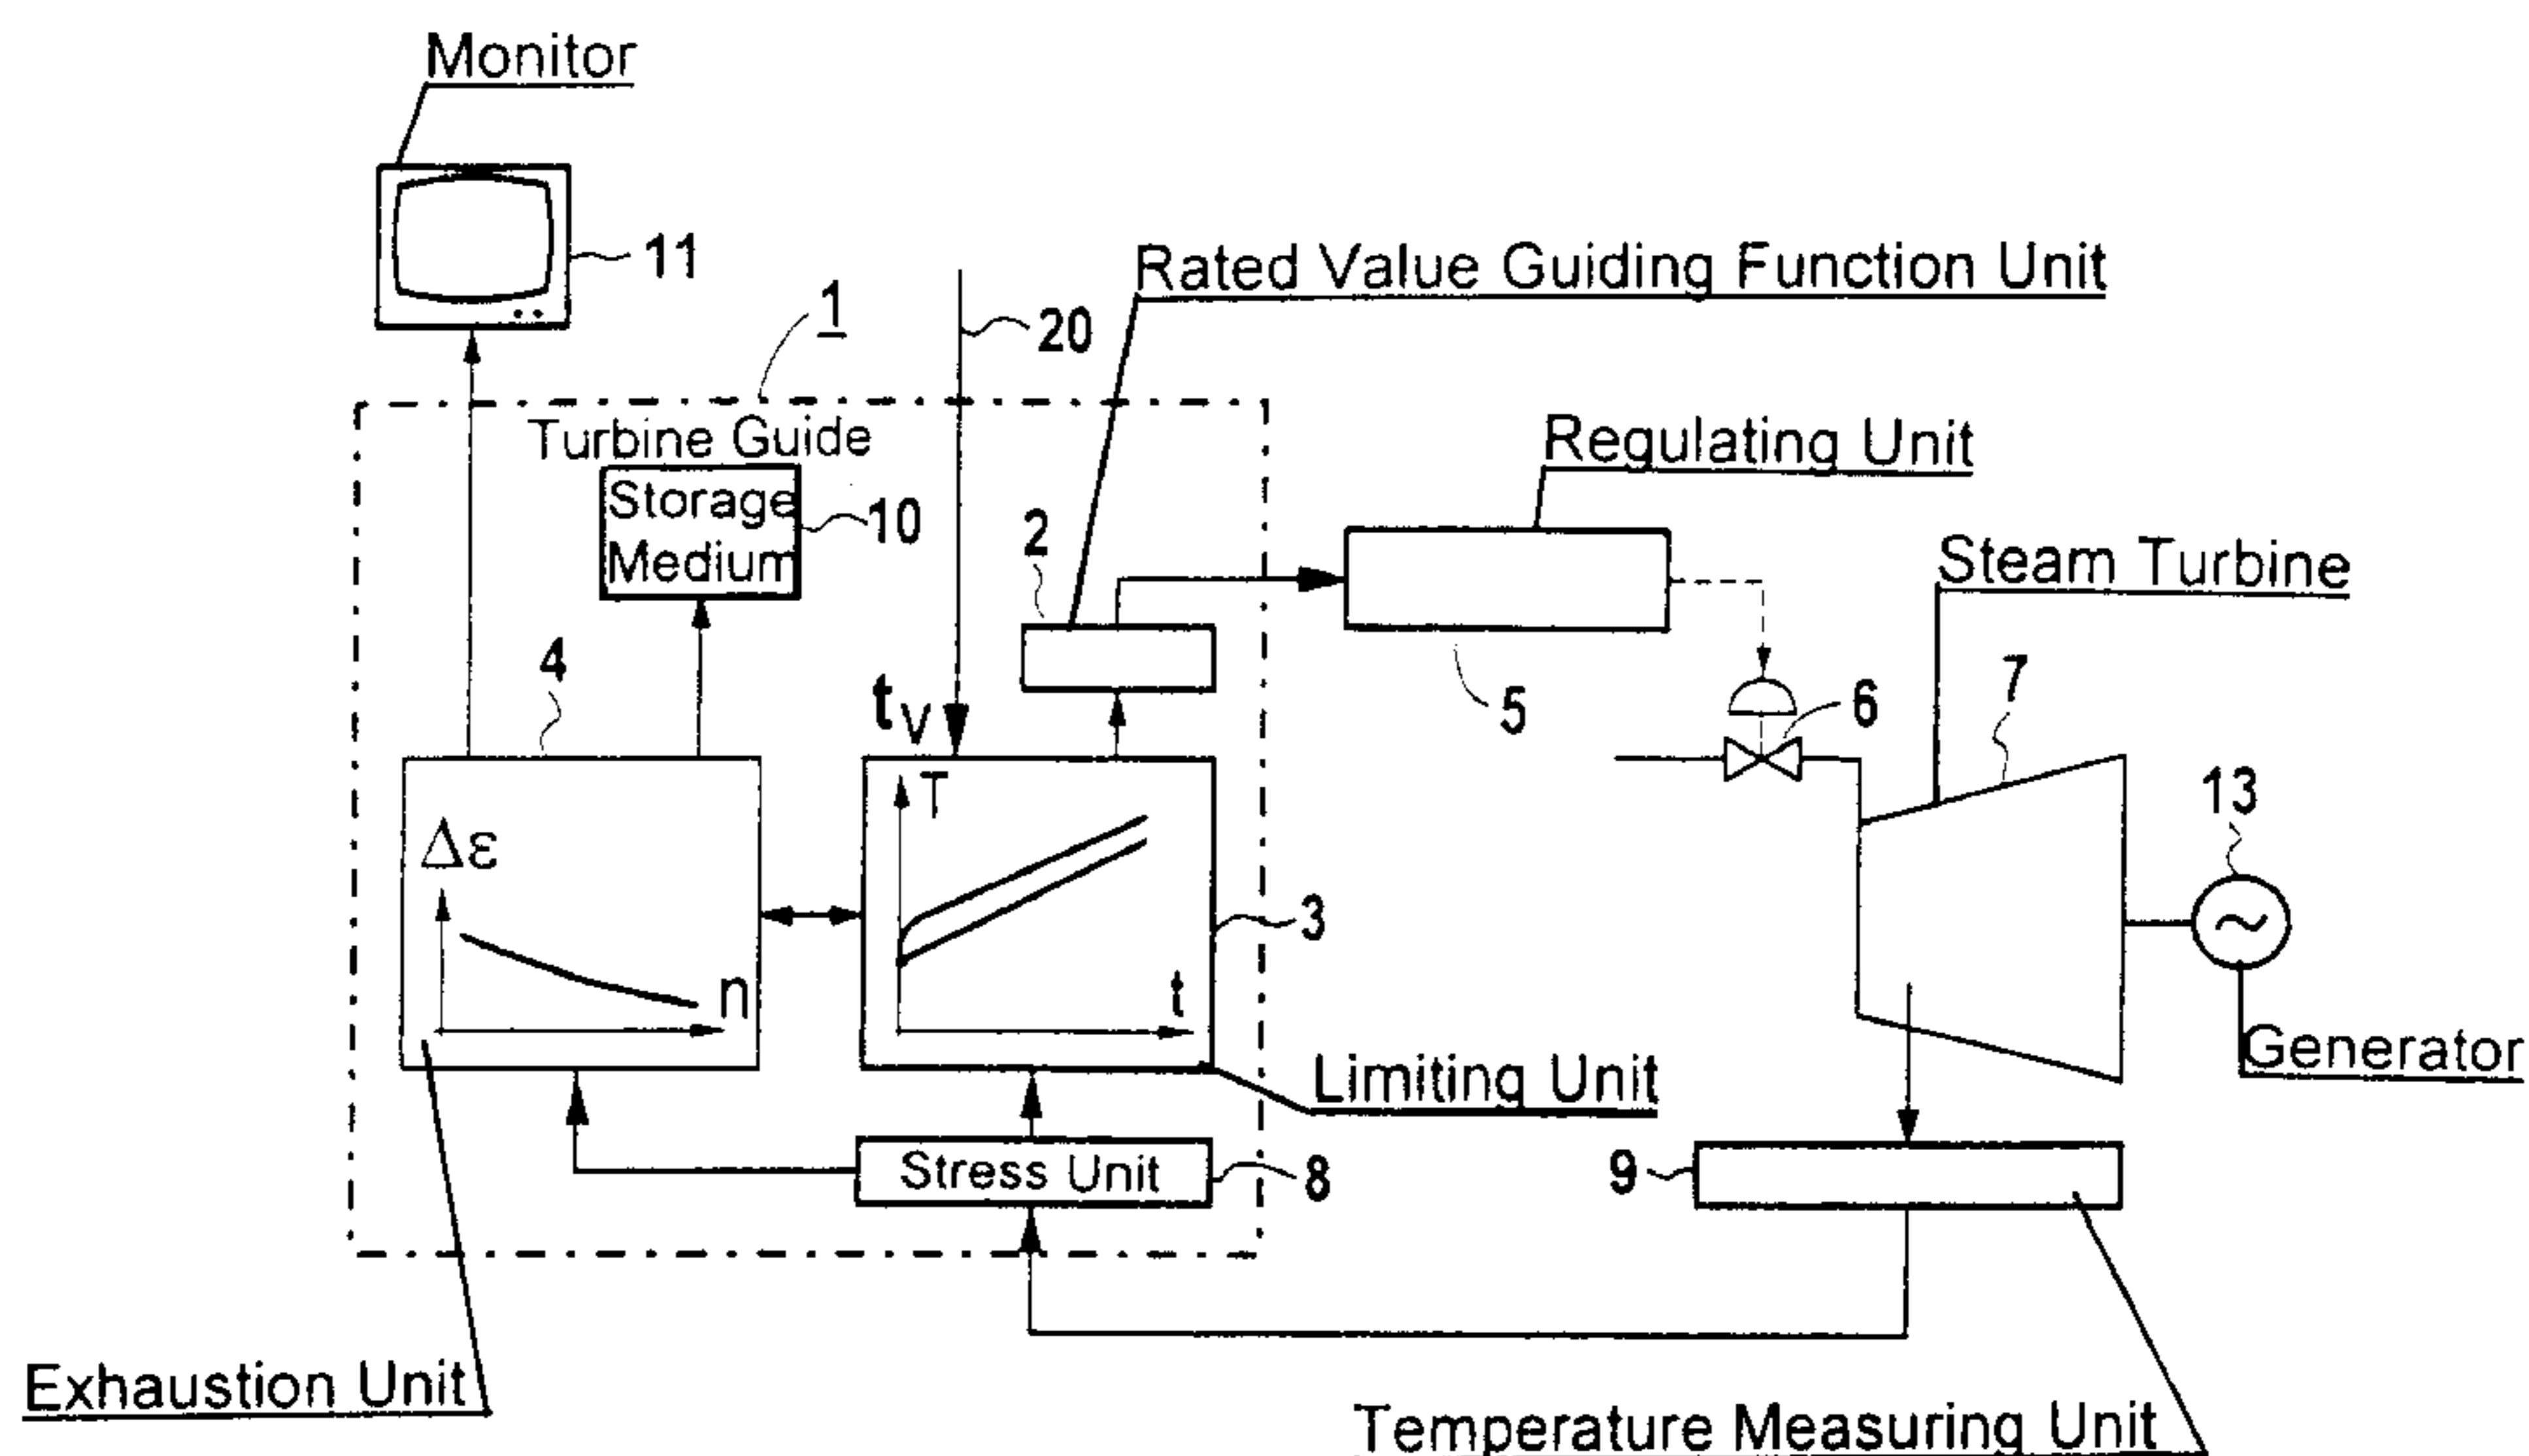 Monitor
11
1
20
Rated Value Guiding Function Unit
Turbine Guide
Storage
Medium
10
2
Regulating Unit
Steam Turbine
4
tV
5
6
7
T
13
Δε
n
t
3
Generator
Limiting Unit
Stress Unit
8
9
Exhaustion Unit
Temperature Measuring Unit